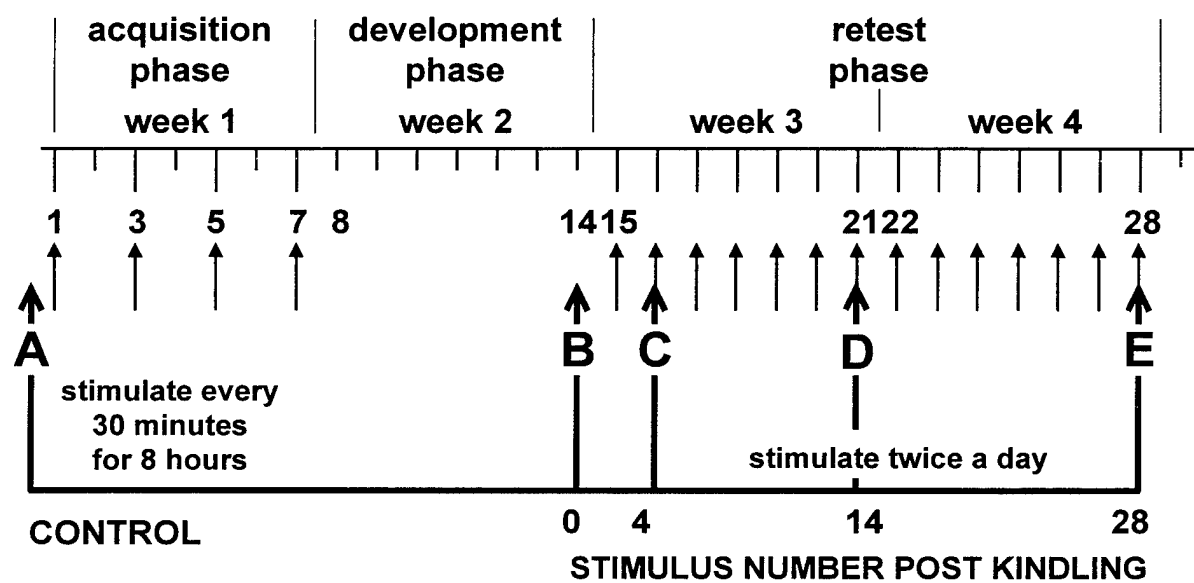 acquisition phase
development phase
retest phase
week 1
week 2
week 3
week 4
1
3
5
7
8
14
15
21
22
28
A
B
C
D
E
stimulate every
30 minutes
for 8 hours
stimulate twice a day
CONTROL
0
4
14
28
STIMULUS NUMBER POST KINDLING